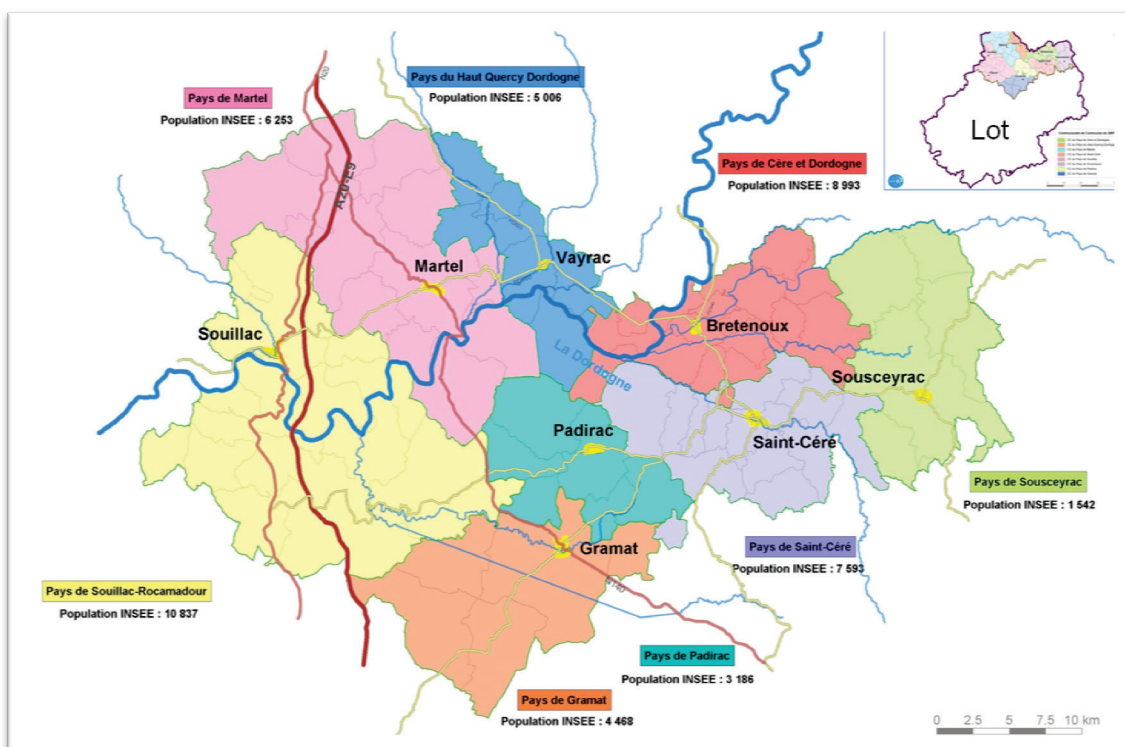 Pays du Haut Quercy Dordogne
Population INSEE : 5 006
Pays de Martel
Population INSEE : 6 253
A20
A20-E9
Lot
Pays de Cère et Dordogne
Population INSEE : 8 993
Martel
Vayrac
Souillac
Bretenoux
La Dordogne
Sousceyrac
Padirac
Saint-Céré
Pays de Sousceyrac
Population INSEE : 1 542
Gramat
Pays de Saint-Céré
Population INSEE : 7 593
Pays de Souillac-Rocamadour
Population INSEE : 10 837
N140
Pays de Padirac
Population INSEE : 3 186
Pays de Gramat
Population INSEE : 4 468
0 2.5 5 7.5 10 km